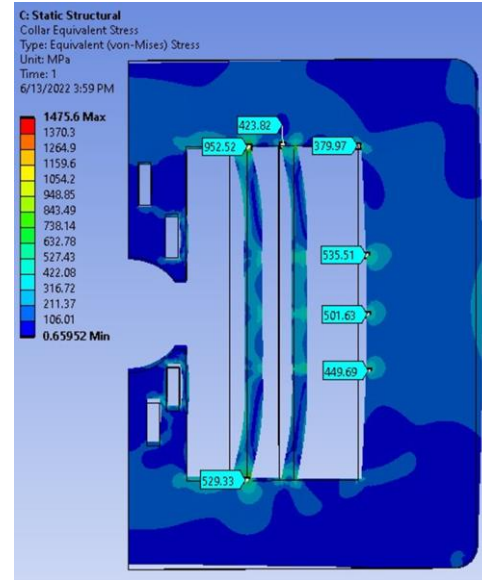 C: Static Structural
Collar Equivalent Stress
Type: Equivalent (von-Mises) Stress
Unit: MPa
Time: 1
6/13/2022 3:59 PM
1475.6 Max
1370.3
1264.9
1159.6
1054.2
948.85
843.49
738.14
632.78
527.43
422.08
316.72
211.37
106.01
0.65952 Min
423.82
952.52
379.97
535.51
501.63
449.69
529.33